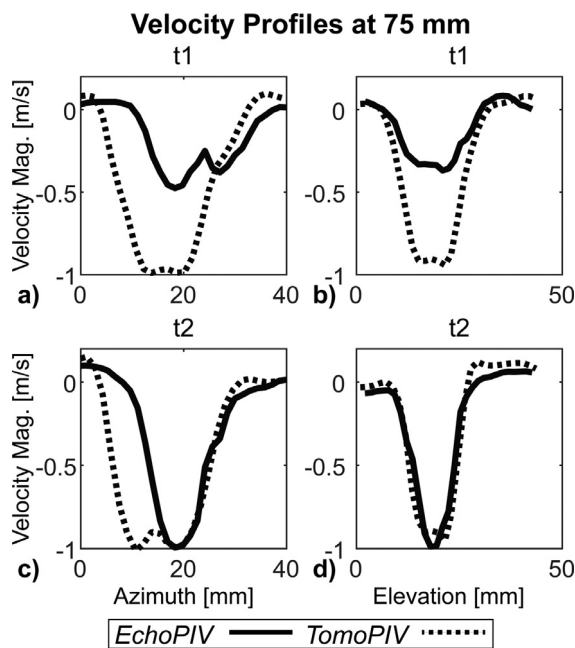 Velocity Profiles at 75 mm
t1
t1
Velocity Mag. [m/s]
0
-0.5
-1
a)
0
20
40
0
-0.5
-1
b)
0
50
t2
t2
Velocity Mag. [m/s]
0
-0.5
-1
c)
0
20
40
Azimuth [mm]
0
-0.5
-1
d)
0
50
Elevation [mm]
EchoPIV TomoPIV